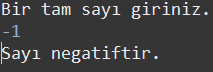 Bir tam sayı giriniz.
-1
Sayı negatiftir.